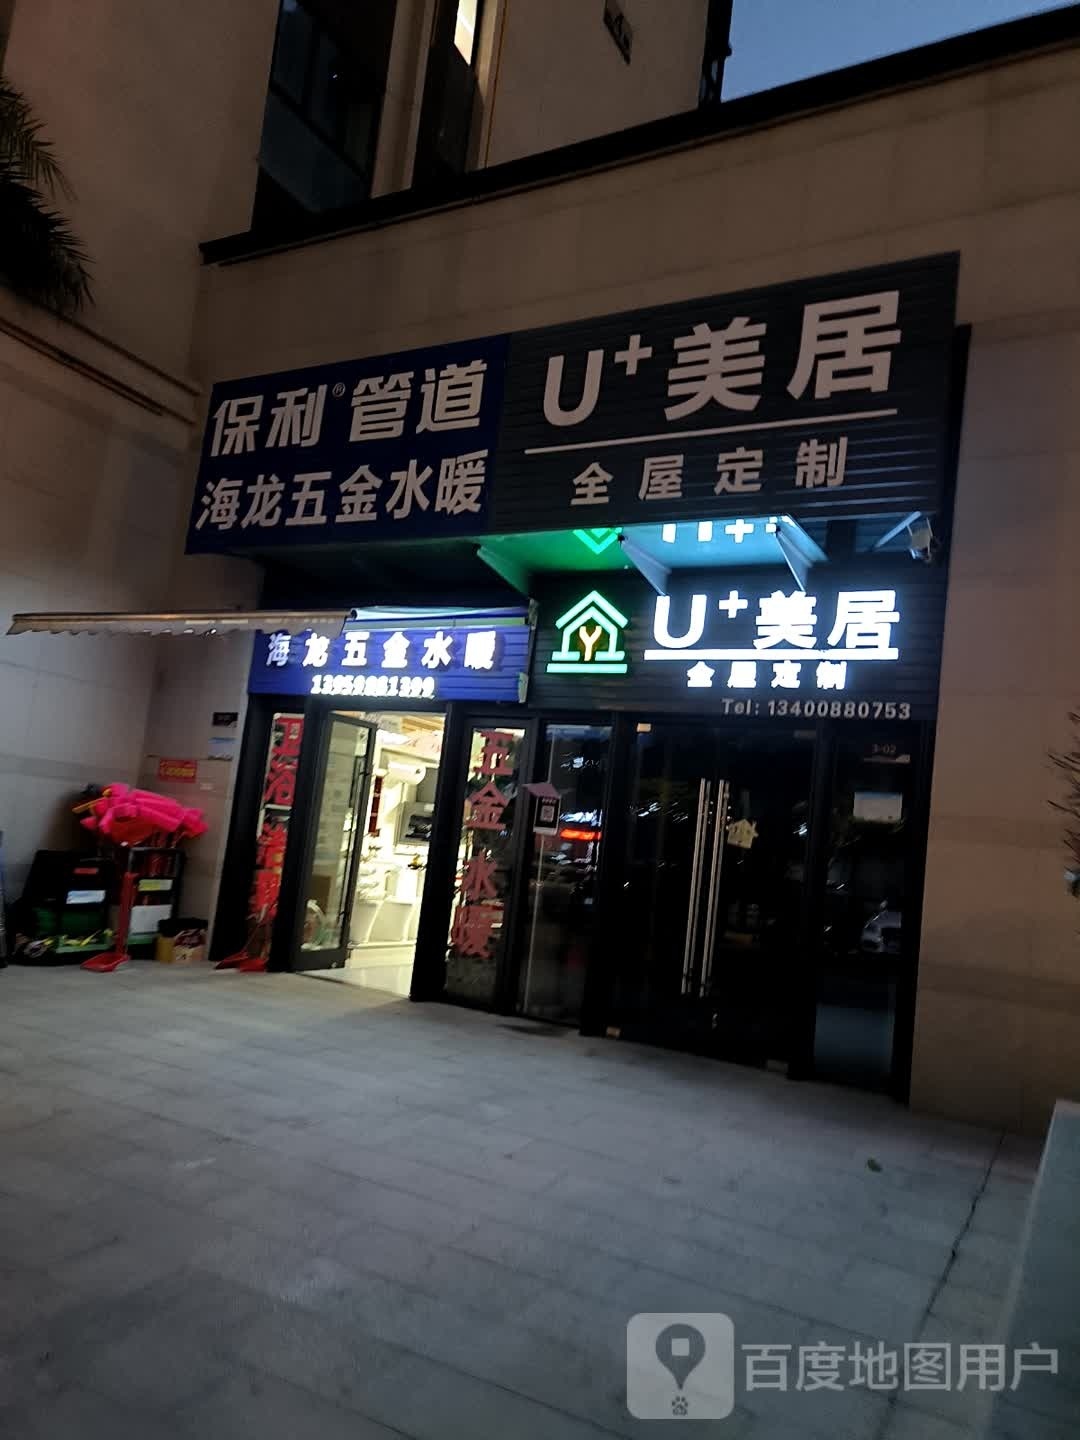 保利®管道
海龙五金水暖
U⁺美居
全屋定制
海龙五金水暖
U⁺美居
全屋定制
Tel: 13400880753
3-02
五金水暖
百度地图用户